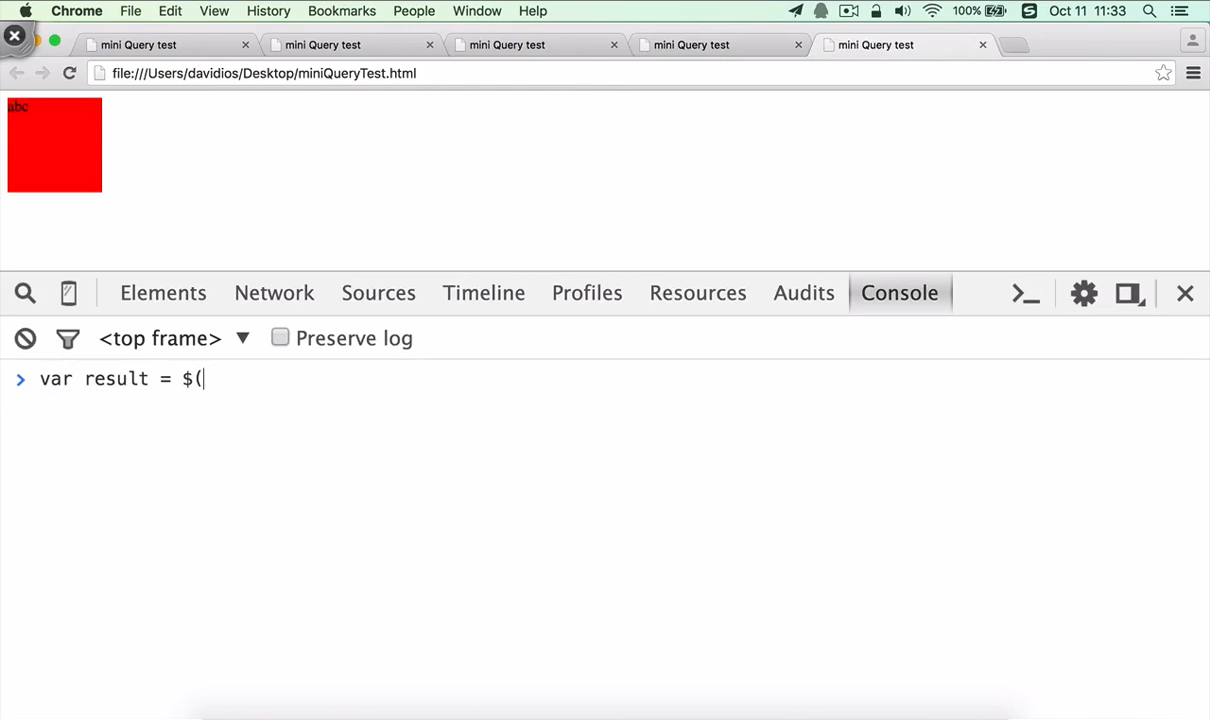 Chrome File Edit View History Bookmarks People Window Help 100% Oct 11 11:33
mini Query test mini Query test mini Query test mini Query test mini Query test
file:///Users/davidios/Desktop/miniQueryTest.html
abc
Elements Network Sources Timeline Profiles Resources Audits Console
<top frame> ▼ Preserve log
> var result = $(